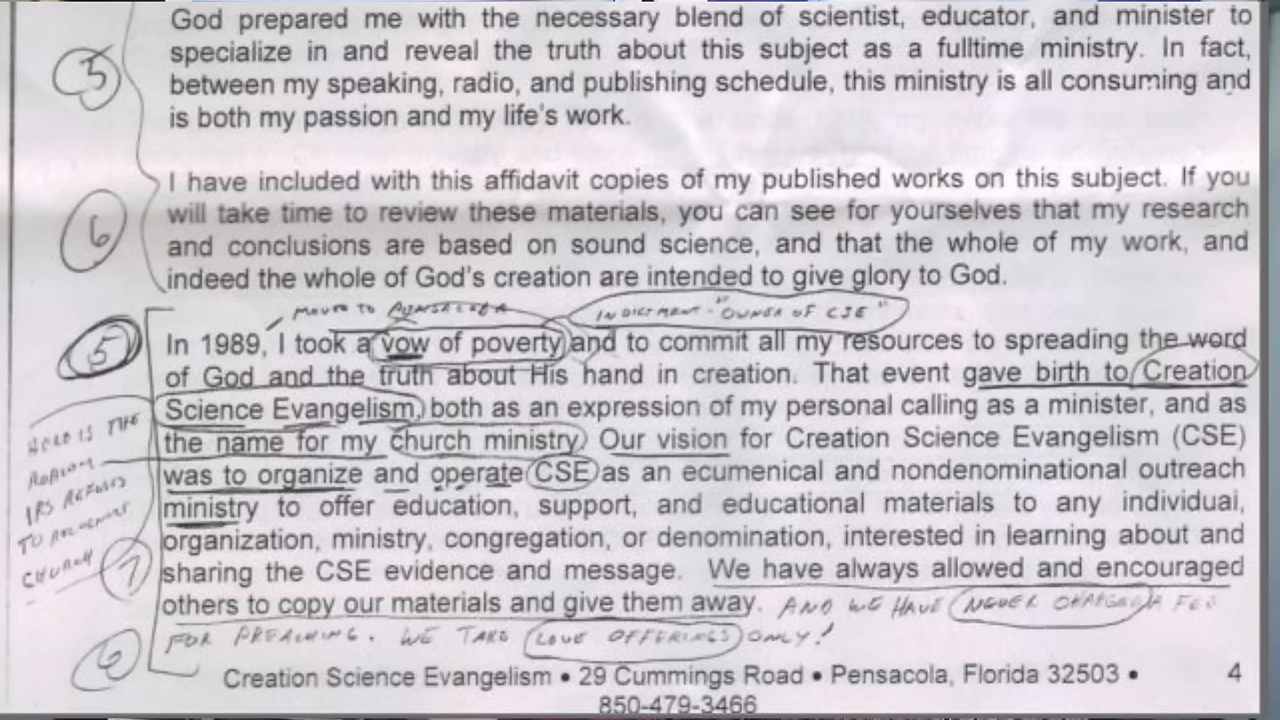 God prepared me with the necessary blend of scientist, educator, and minister to
specialize in and reveal the truth about this subject as a fulltime ministry. In fact,
5
between my speaking, radio, and publishing schedule, this ministry is all consuming and
is both my passion and my life's work.
I have included with this affidavit copies of my published works on this subject. If you
6
will take time to review these materials, you can see for yourselves that my research
and conclusions are based on sound science, and that the whole of my work, and
indeed the whole of God's creation are intended to give glory to God.
MOVED TO PENSACOLA
INDICTMENT - "OWNER OF CSE"
5
In 1989, I took a vow of poverty and to commit all my resources to spreading the word
of God and the truth about His hand in creation. That event gave birth to Creation
Science Evangelism, both as an expression of my personal calling as a minister, and as
the name for my church ministry. Our vision for Creation Science Evangelism (CSE)
was to organize and operate CSE as an ecumenical and nondenominational outreach
ministry to offer education, support, and educational materials to any individual,
organization, ministry, congregation, or denomination, interested in learning about and
sharing the CSE evidence and message. We have always allowed and encouraged
others to copy our materials and give them away. AND WE HAVE NEVER CHARGED A FEE
FOR PREACHING. WE TAKE LOVE OFFERINGS ONLY!
IS THE
IRS REFUSES
TO
CHURCH
7
6
Creation Science Evangelism • 29 Cummings Road • Pensacola, Florida 32503 •
4
850-479-3466